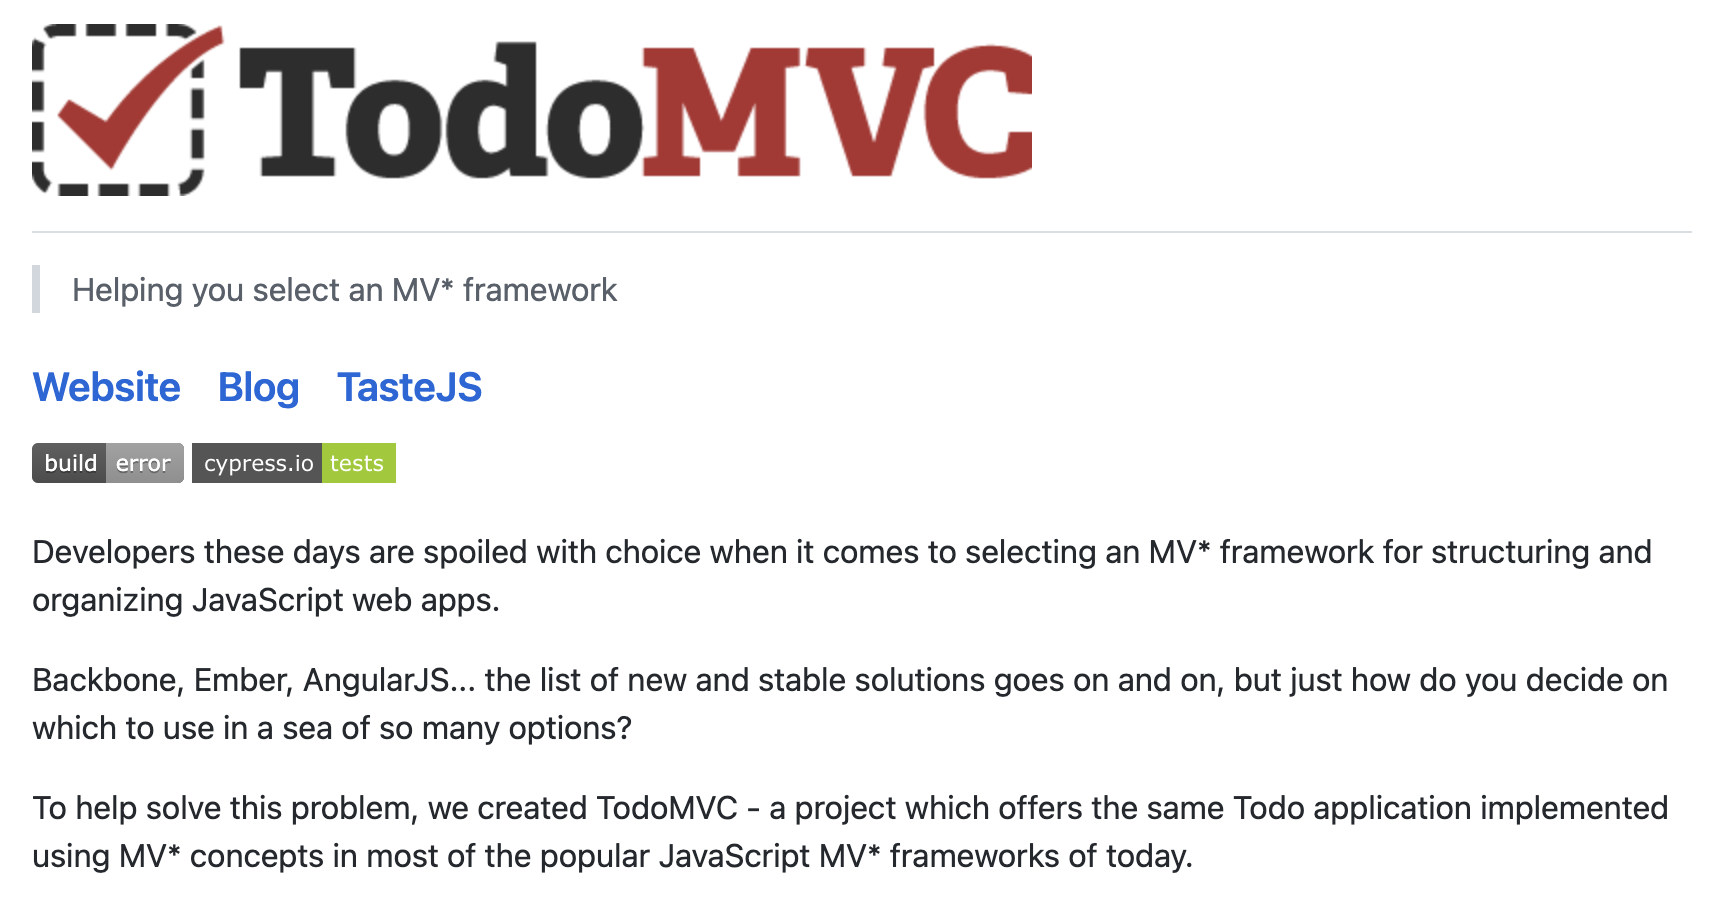 TodoMVC
Helping you select an MV* framework
Website Blog TasteJS
build error cypress.io tests
Developers these days are spoiled with choice when it comes to selecting an MV* framework for structuring and
organizing JavaScript web apps.
Backbone, Ember, AngularJS... the list of new and stable solutions goes on and on, but just how do you decide on
which to use in a sea of so many options?
To help solve this problem, we created TodoMVC - a project which offers the same Todo application implemented
using MV* concepts in most of the popular JavaScript MV* frameworks of today.